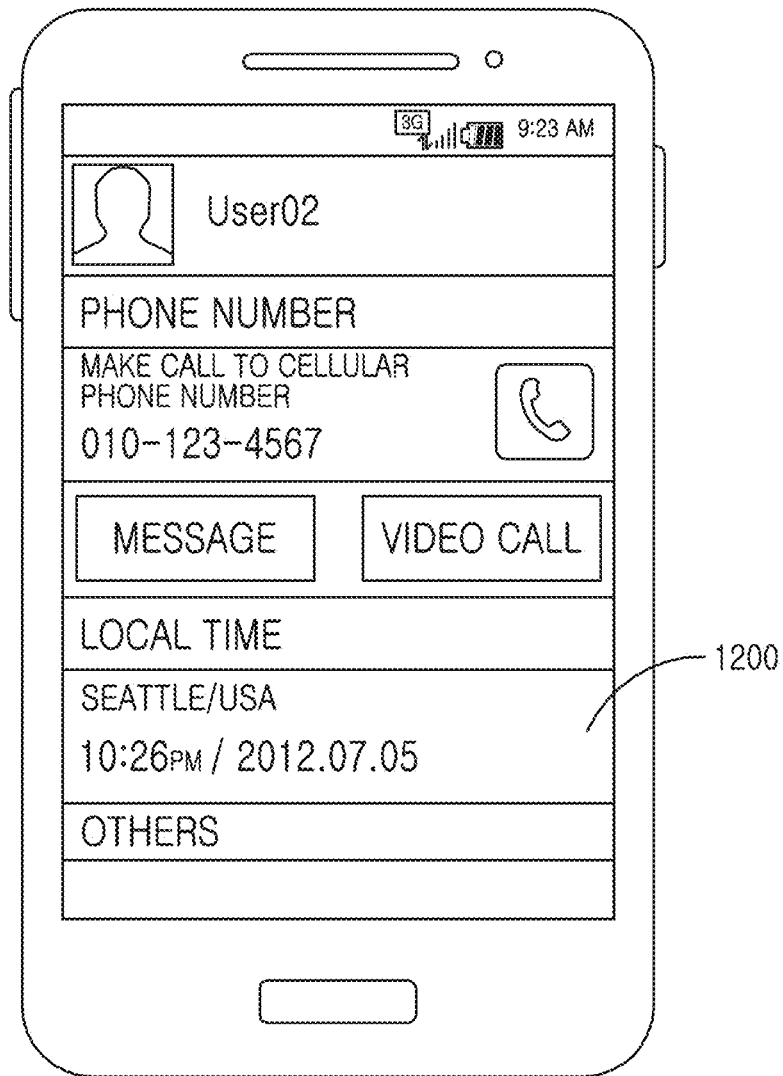 3G 9:23 AM
User02
PHONE NUMBER
MAKE CALL TO CELLULAR
PHONE NUMBER
010-123-4567
MESSAGE VIDEO CALL
LOCAL TIME
1200
SEATTLE/USA
10:26PM / 2012.07.05
OTHERS